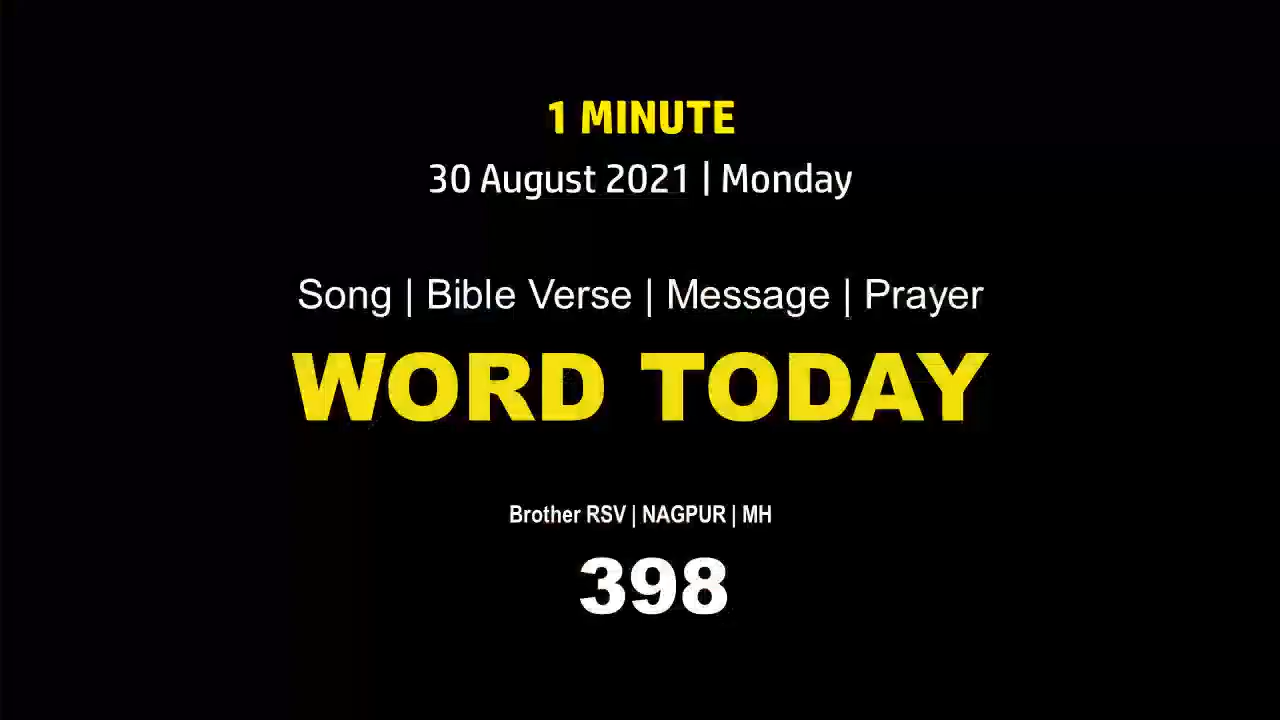 1 MINUTE
30 August 2021 | Monday
Song | Bible Verse | Message | Prayer
WORD TODAY
Brother RSV | NAGPUR | MH
398